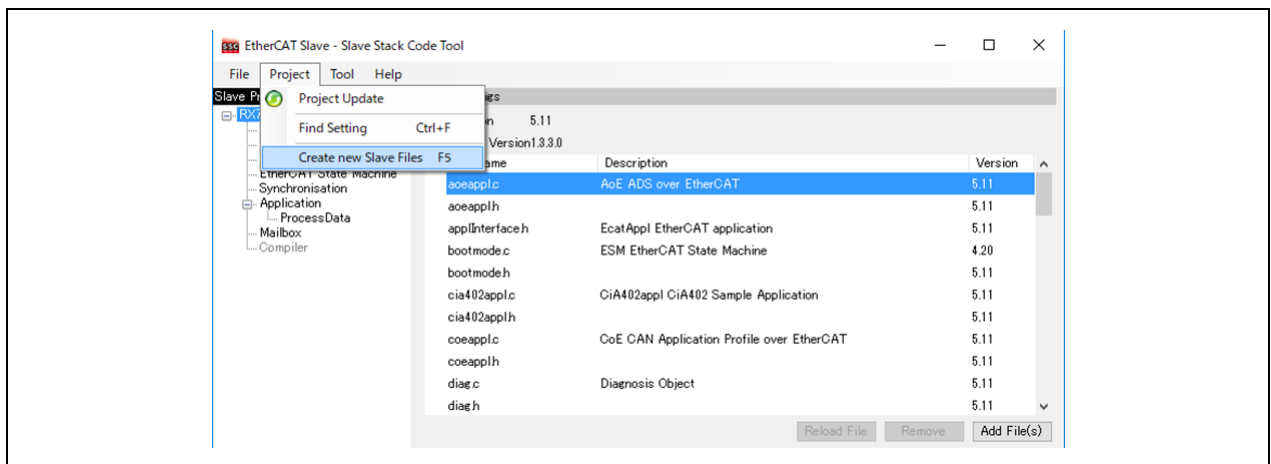 ssc EtherCAT Slave - Slave Stack Code Tool
File Project Tool Help
Slave
Project Update
Find Setting Ctrl+F
Create new Slave Files F5
5.11
Version1.3.3.0
EtherCAT State Machine
Synchronisation
Application
ProcessData
Mailbox
Compiler
Description Version
aoeappl.c AoE ADS over EtherCAT 5.11
aoeappl.h 5.11
applInterface.h EcatAppl EtherCAT application 5.11
bootmode.c ESM EtherCAT State Machine 4.20
bootmode.h 5.11
cia402appl.c CiA402appl CiA402 Sample Application 5.11
cia402appl.h 5.11
coeappl.c CoE CAN Application Profile over EtherCAT 5.11
coeappl.h 5.11
diag.c Diagnosis Object 5.11
diag.h 5.11
Reload File Remove Add File(s)